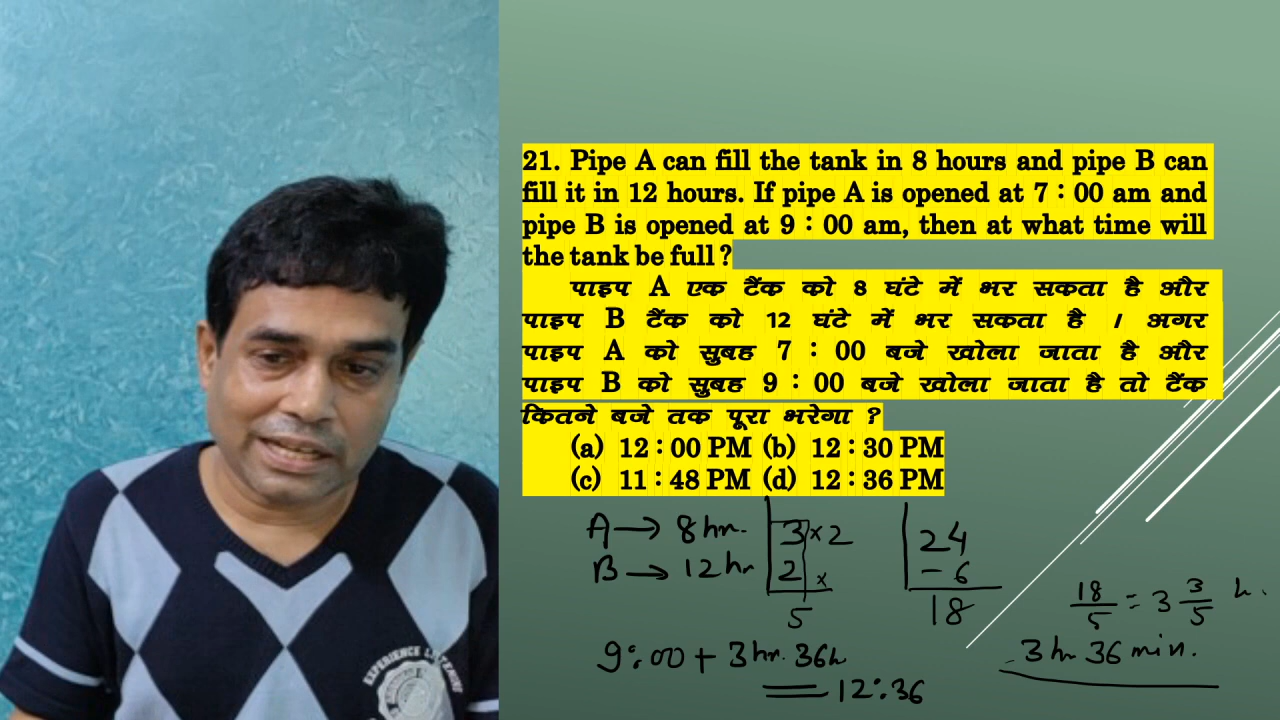 21. Pipe A can fill the tank in 8 hours and pipe B can
fill it in 12 hours. If pipe A is opened at 7 : 00 am and
pipe B is opened at 9 : 00 am, then at what time will
the tank be full ?
पाइप A एक टैंक को 8 घंटे में भर सकता है और
पाइप B टैंक को 12 घंटे में भर सकता है । अगर
पाइप A को सुबह 7 : 00 बजे खोला जाता है और
पाइप B को सुबह 9 : 00 बजे खोला जाता है तो टैंक
कितने बजे तक पूरा भरेगा ?
(a) 12 : 00 PM (b) 12 : 30 PM
(c) 11 : 48 PM (d) 12 : 36 PM
A → 8 hr. 3 × 2 24
B → 12 hr 2 × – 6
5 18
18/5 = 3 3/5 h.
3 hr 36 min.
9:00 + 3 hr. 36h
12:36
EXPERIENCE